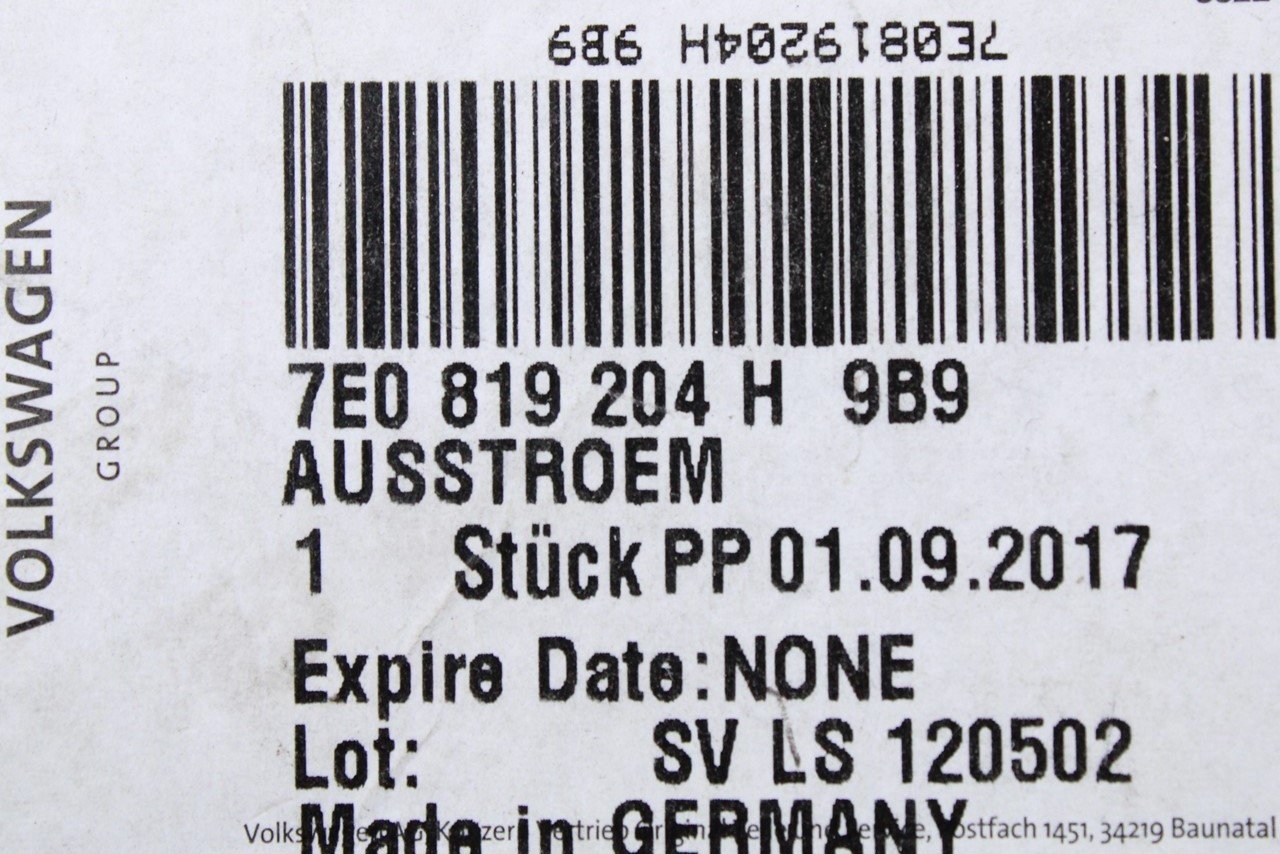 7E0819204H 9B9
7E0 819 204 H 9B9
AUSSTROEM
1 Stück PP 01.09.2017
Expire Date:NONE
Lot: SV LS 120502
Made in GERMANY
Postfach 1451, 34219 Baunatal
VOLKSWAGEN
GROUP